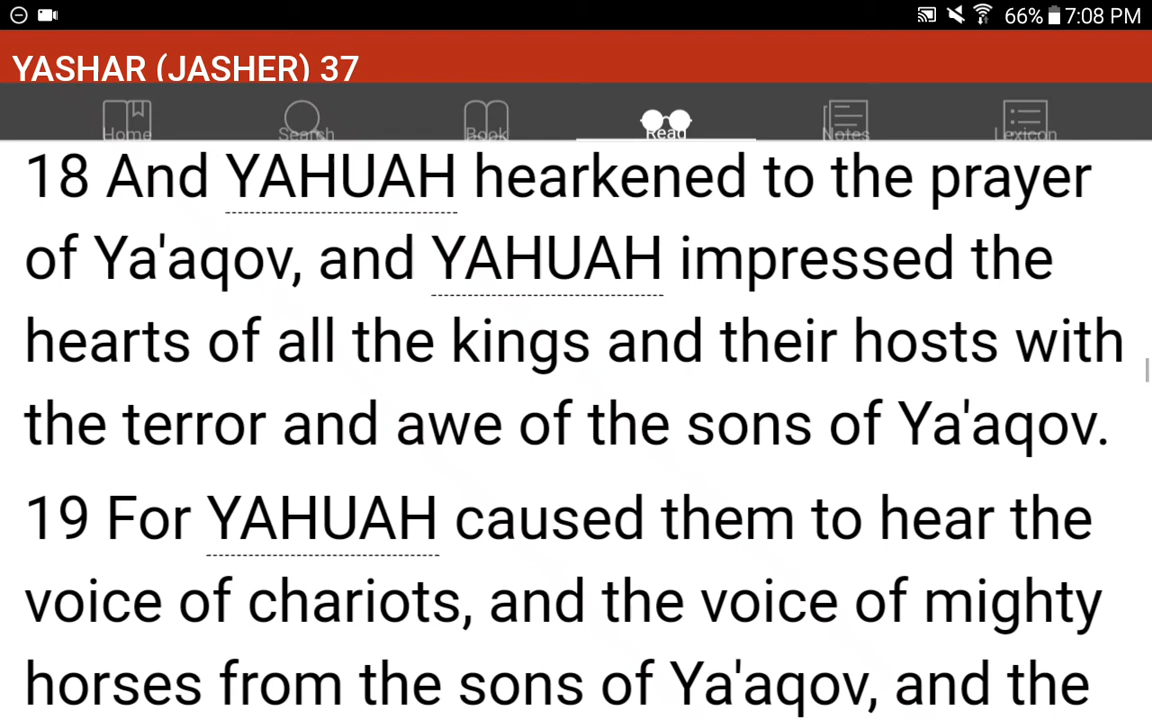 66% 7:08 PM
YASHAR (JASHER) 37
Home Search Book Read Notes Lexicon
18 And YAHUAH hearkened to the prayer
of Ya'aqov, and YAHUAH impressed the
hearts of all the kings and their hosts with
the terror and awe of the sons of Ya'aqov.
19 For YAHUAH caused them to hear the
voice of chariots, and the voice of mighty
horses from the sons of Ya'aqov, and the